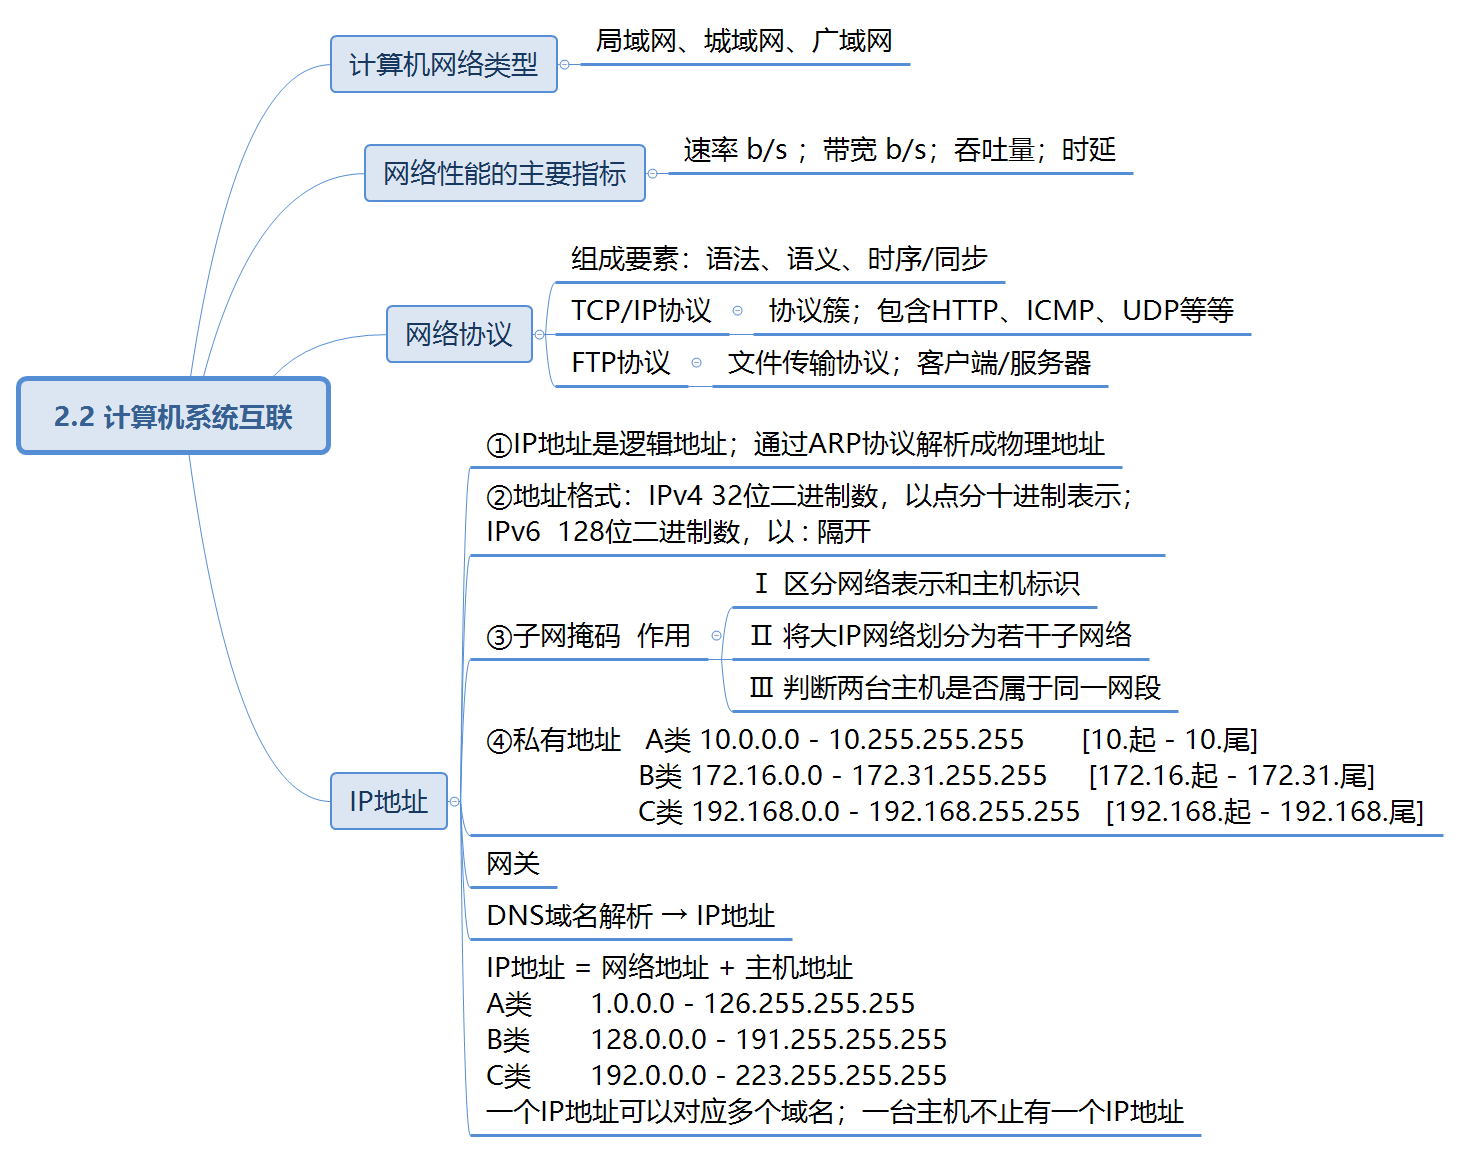 2.2 计算机系统互联
计算机网络类型
局域网、城域网、广域网
网络性能的主要指标
速率 b/s ；带宽 b/s；吞吐量；时延
网络协议
组成要素：语法、语义、时序/同步
TCP/IP协议
协议簇；包含HTTP、ICMP、UDP等等
FTP协议
文件传输协议；客户端/服务器
IP地址
①IP地址是逻辑地址；通过ARP协议解析成物理地址
②地址格式：IPv4 32位二进制数，以点分十进制表示；
IPv6  128位二进制数，以 : 隔开
③子网掩码  作用
Ⅰ 区分网络表示和主机标识
Ⅱ 将大IP网络划分为若干子网络
Ⅲ 判断两台主机是否属于同一网段
④私有地址   A类 10.0.0.0 - 10.255.255.255       [10.起 - 10.尾]
B类 172.16.0.0 - 172.31.255.255     [172.16.起 - 172.31.尾]
C类 192.168.0.0 - 192.168.255.255   [192.168.起 - 192.168.尾]
网关
DNS域名解析 → IP地址
IP地址 = 网络地址 + 主机地址
A类       1.0.0.0 - 126.255.255.255
B类       128.0.0.0 - 191.255.255.255
C类       192.0.0.0 - 223.255.255.255
一个IP地址可以对应多个域名；一台主机不止有一个IP地址